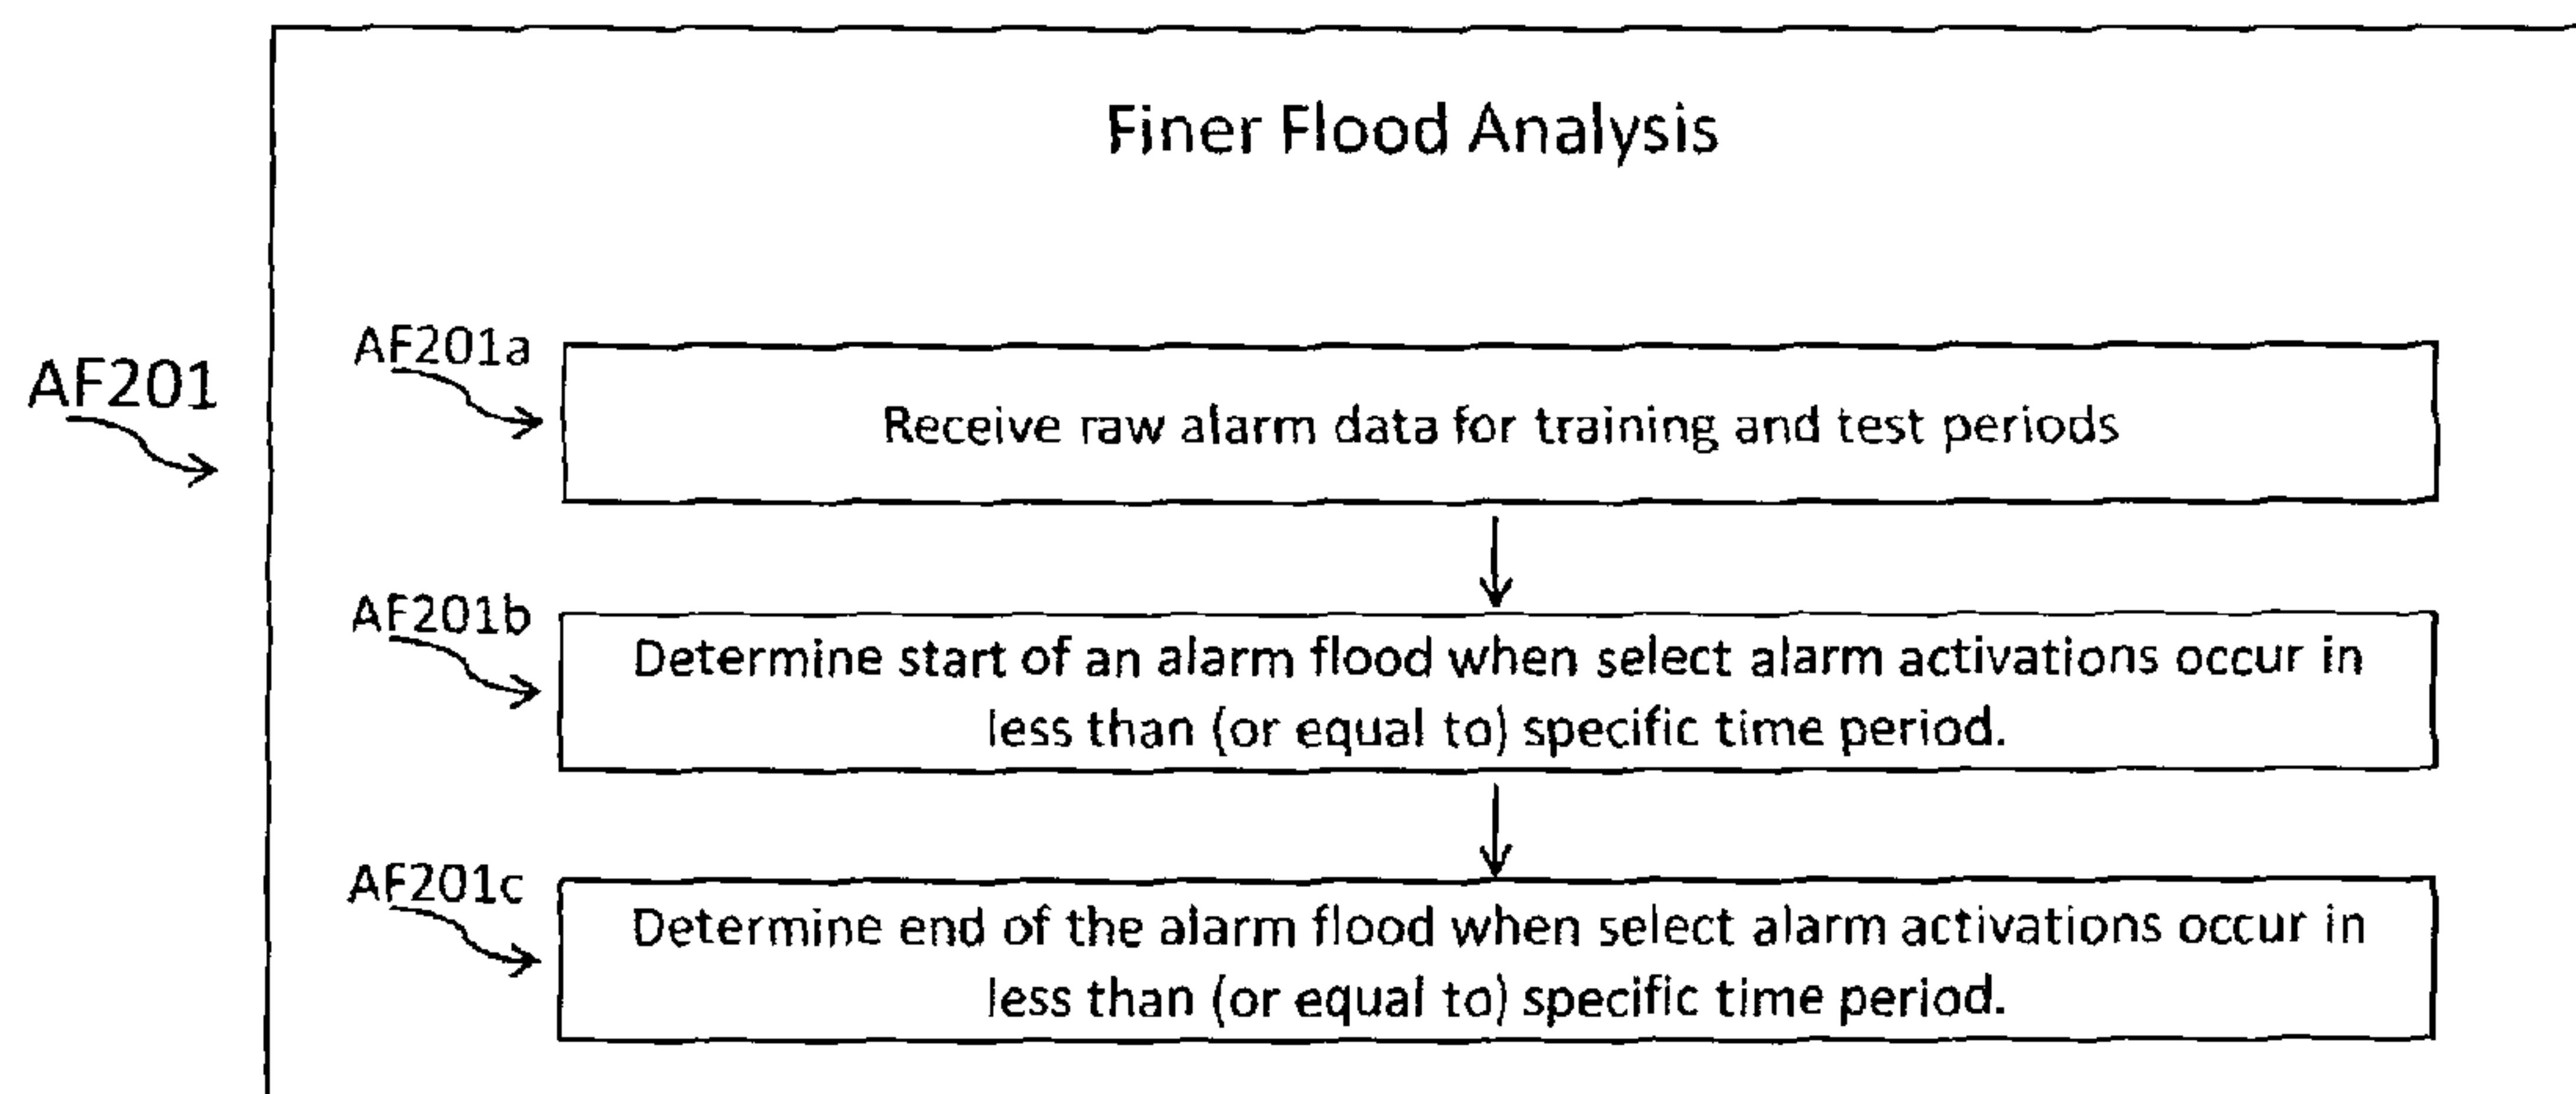 Finer Flood Analysis
AF201
AF201a
Receive raw alarm data for training and test periods
AF201b
Determine start of an alarm flood when select alarm activations occur in
less than (or equal to) specific time period.
AF201c
Determine end of the alarm flood when select alarm activations occur in
less than (or equal to) specific time period.